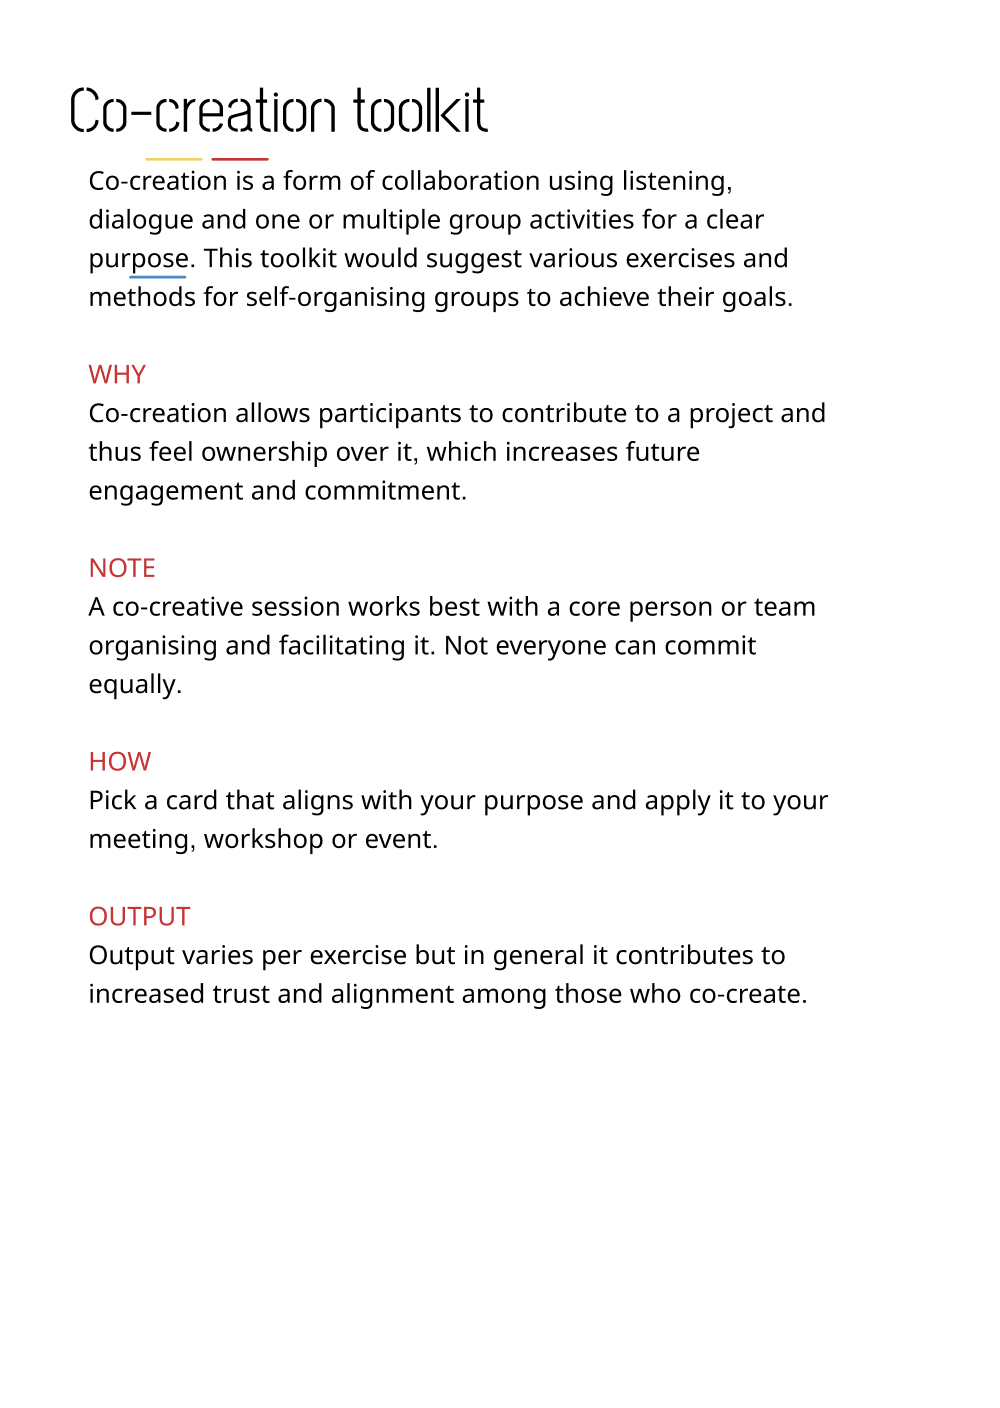 Co-creation toolkit
Co-creation is a form of collaboration using listening,
dialogue and one or multiple group activities for a clear
purpose. This toolkit would suggest various exercises and
methods for self-organising groups to achieve their goals.
WHY
Co-creation allows participants to contribute to a project and
thus feel ownership over it, which increases future
engagement and commitment.
NOTE
A co-creative session works best with a core person or team
organising and facilitating it. Not everyone can commit
equally.
HOW
Pick a card that aligns with your purpose and apply it to your
meeting, workshop or event.
OUTPUT
Output varies per exercise but in general it contributes to
increased trust and alignment among those who co-create.